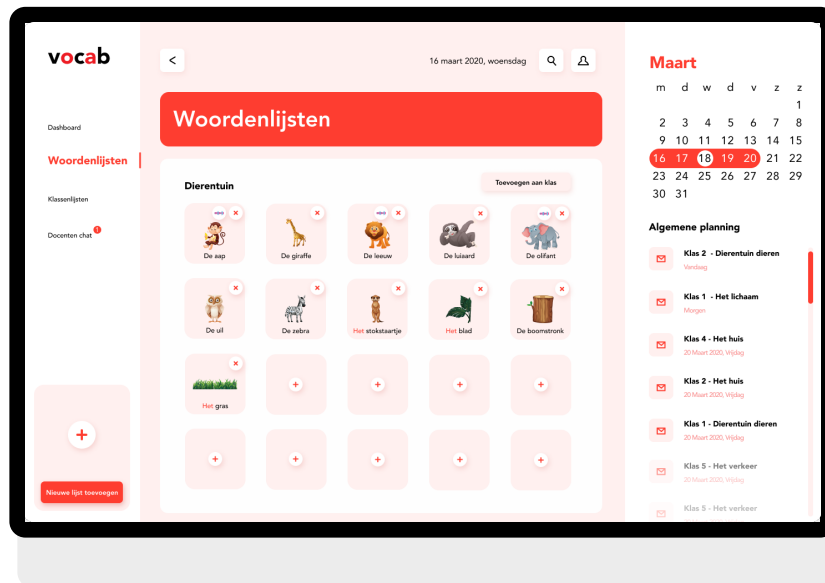 vocab
Dashboard
Woordenlijsten
Klassenlijsten
Docenten chat
1
+
Nieuwe lijst toevoegen
<
16 maart 2020, woensdag
Woordenlijsten
Dierentuin
Toevoegen aan klas
De aap
De giraffe
De leeuw
De luiaard
De olifant
De uil
De zebra
Het stokstaartje
Het blad
De boomstronk
Het gras
Maart
m d w d v z z
1
2 3 4 5 6 7 8
9 10 11 12 13 14 15
16 17 18 19 20 21 22
23 24 25 26 27 28 29
30 31
Algemene planning
Klas 2 - Dierentuin dieren
Vandaag
Klas 1 - Het lichaam
Morgen
Klas 4 - Het huis
20 Maart 2020, Vrijdag
Klas 2 - Het huis
20 Maart 2020, Vrijdag
Klas 1 - Dierentuin dieren
20 Maart 2020, Vrijdag
Klas 5 - Het verkeer
20 Maart 2020, Vrijdag
Klas 5 - Het verkeer